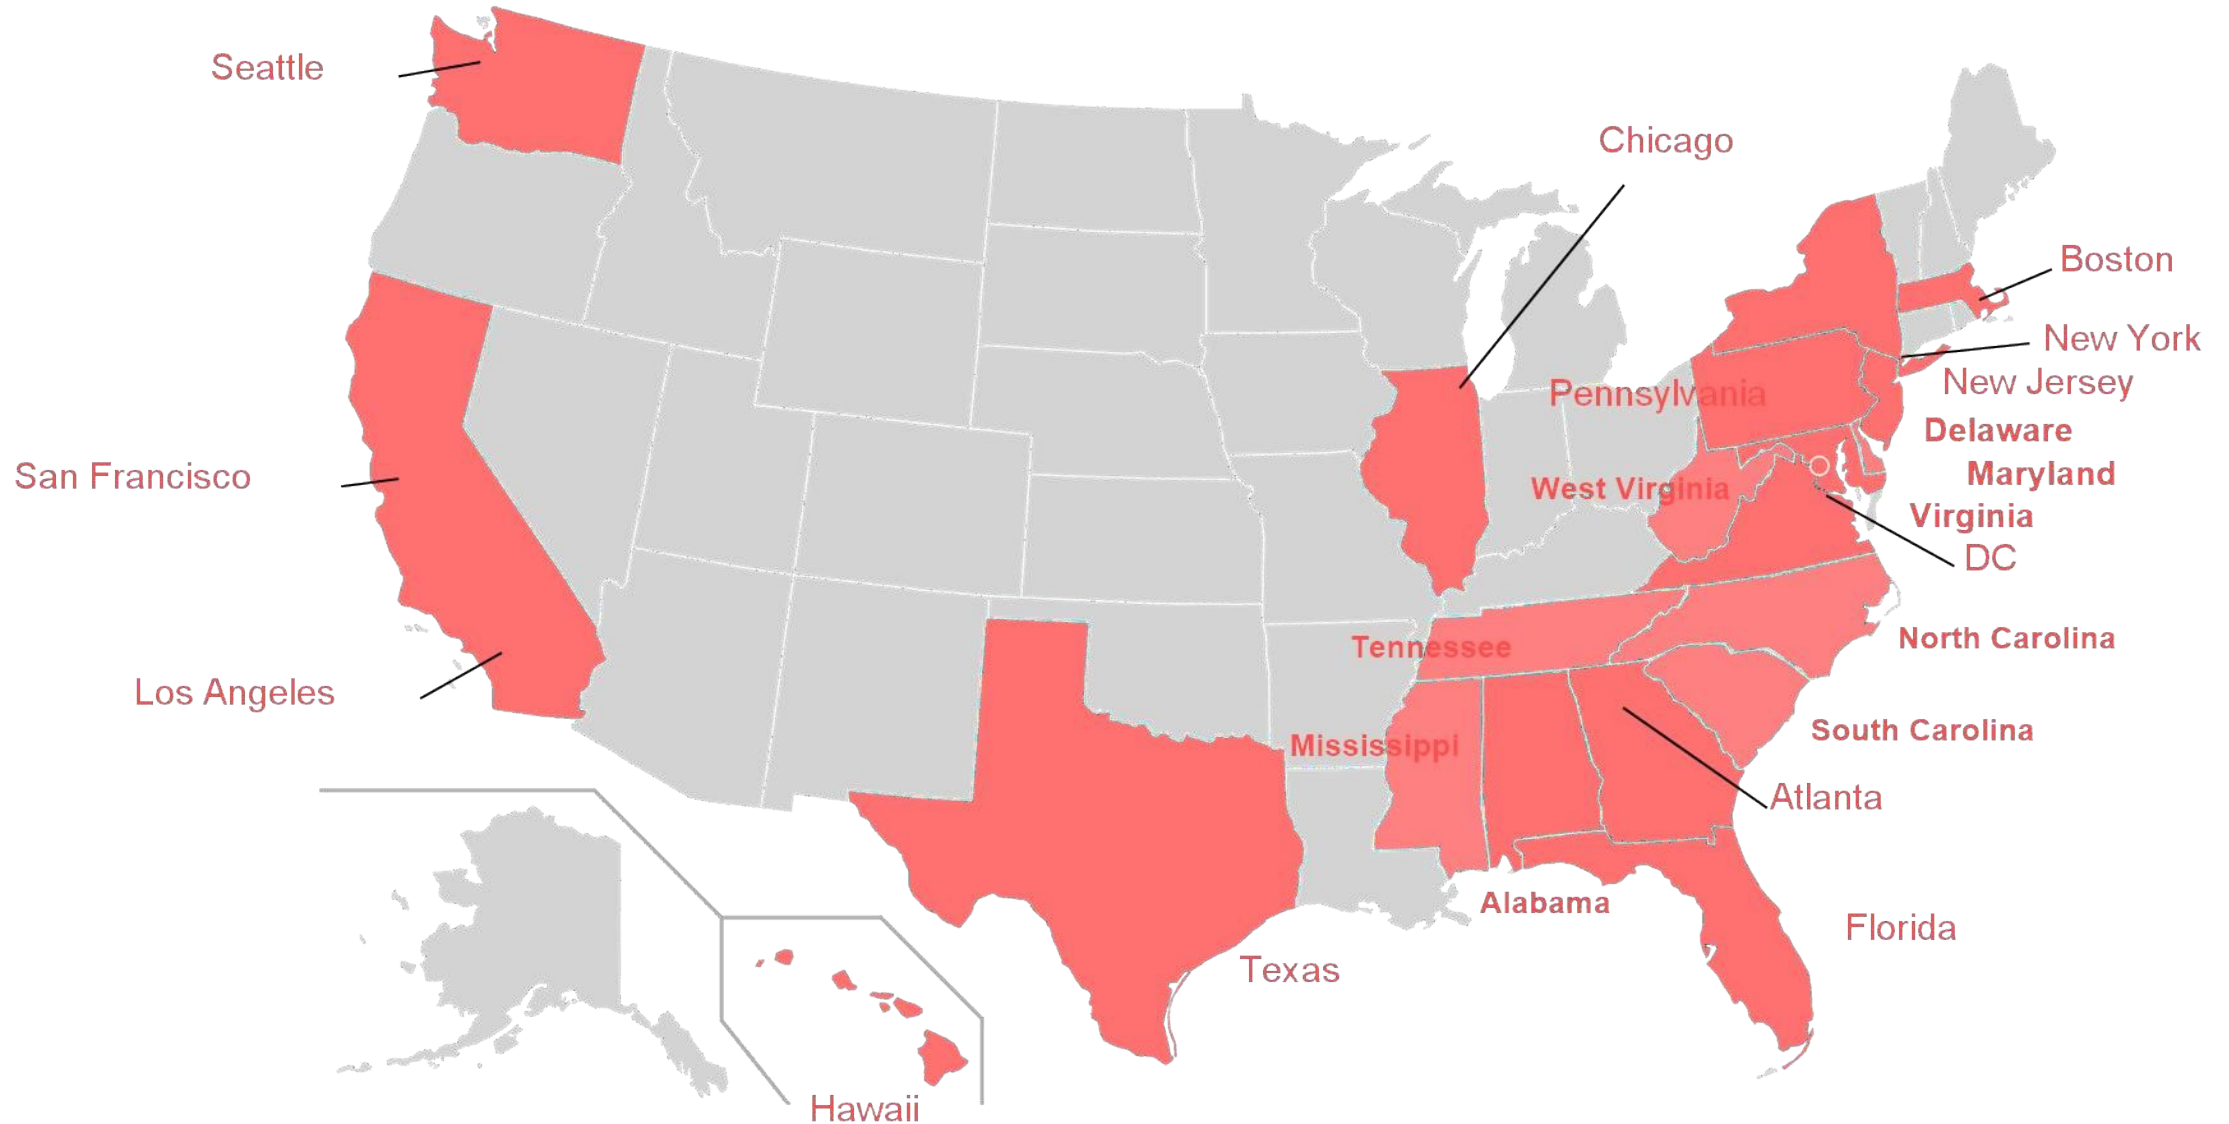 Seattle
Chicago
Boston
New York
New Jersey
Pennsylvania
Delaware
Maryland
West Virginia
San Francisco
Virginia
DC
North Carolina
Tennessee
Los Angeles
South Carolina
Mississippi
Atlanta
Alabama
Florida
Texas
Hawaii